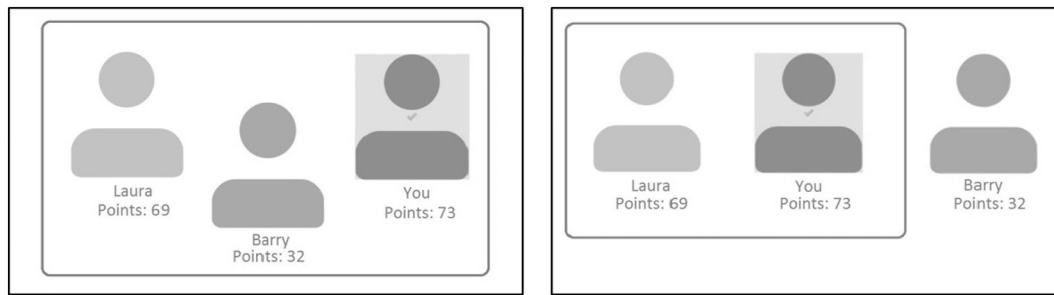 Laura
Points: 69
Barry
Points: 32
You
Points: 73
Laura
Points: 69
You
Points: 73
Barry
Points: 32